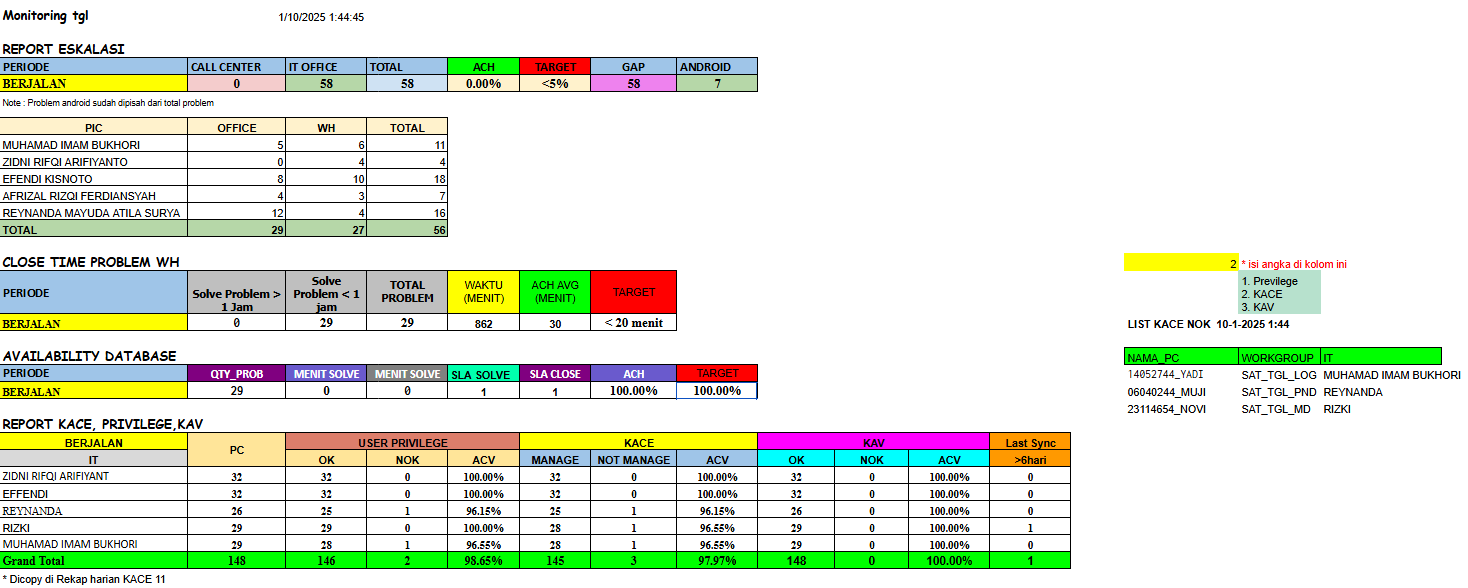 Monitoring tgl 1/10/2025 1:44:45
REPORT ESKALASI
PERIODE CALL CENTER IT OFFICE TOTAL ACH TARGET GAP ANDROID
BERJALAN 0 58 58 0.00% <5% 58 7
Note : Problem android sudah dipisah dari total problem
PIC OFFICE WH TOTAL
MUHAMAD IMAM BUKHORI 5 6 11
ZIDNI RIFQI ARIFIYANTO 0 4 4
EFENDI KISNOTO 8 10 18
AFRIZAL RIZQI FERDIANSYAH 4 3 7
REYNANDA MAYUDA ATILA SURYA 12 4 16
TOTAL 29 27 56
CLOSE TIME PROBLEM WH
PERIODE Solve Problem > 1 Jam Solve Problem < 1 jam TOTAL PROBLEM WAKTU (MENIT) ACH AVG (MENIT) TARGET
BERJALAN 0 29 29 862 30 < 20 menit
AVAILABILITY DATABASE
PERIODE QTY_PROB MENIT SOLVE MENIT SOLVE SLA SOLVE SLA CLOSE ACH TARGET
BERJALAN 29 0 0 1 1 100.00% 100.00%
REPORT KACE, PRIVILEGE,KAV
BERJALAN PC USER PRIVILEGE KACE KAV Last Sync
IT OK NOK ACV MANAGE NOT MANAGE ACV OK NOK ACV >6hari
ZIDNI RIFQI ARIFIYANT 32 32 0 100.00% 32 0 100.00% 32 0 100.00% 0
EFFENDI 32 32 0 100.00% 32 0 100.00% 32 0 100.00% 0
REYNANDA 26 25 1 96.15% 25 1 96.15% 26 0 100.00% 0
RIZKI 29 29 0 100.00% 28 1 96.55% 29 0 100.00% 1
MUHAMAD IMAM BUKHORI 29 28 1 96.55% 28 1 96.55% 29 0 100.00% 0
Grand Total 148 146 2 98.65% 145 3 97.97% 148 0 100.00% 1
* Dicopy di Rekap harian KACE 11
2 * isi angka di kolom ini
1. Previlege
2. KACE
3. KAV
LIST KACE NOK 10-1-2025 1:44
NAMA_PC WORKGROUP IT
14052744_YADI SAT_TGL_LOG MUHAMAD IMAM BUKHORI
06040244_MUJI SAT_TGL_PND REYNANDA
23114654_NOVI SAT_TGL_MD RIZKI